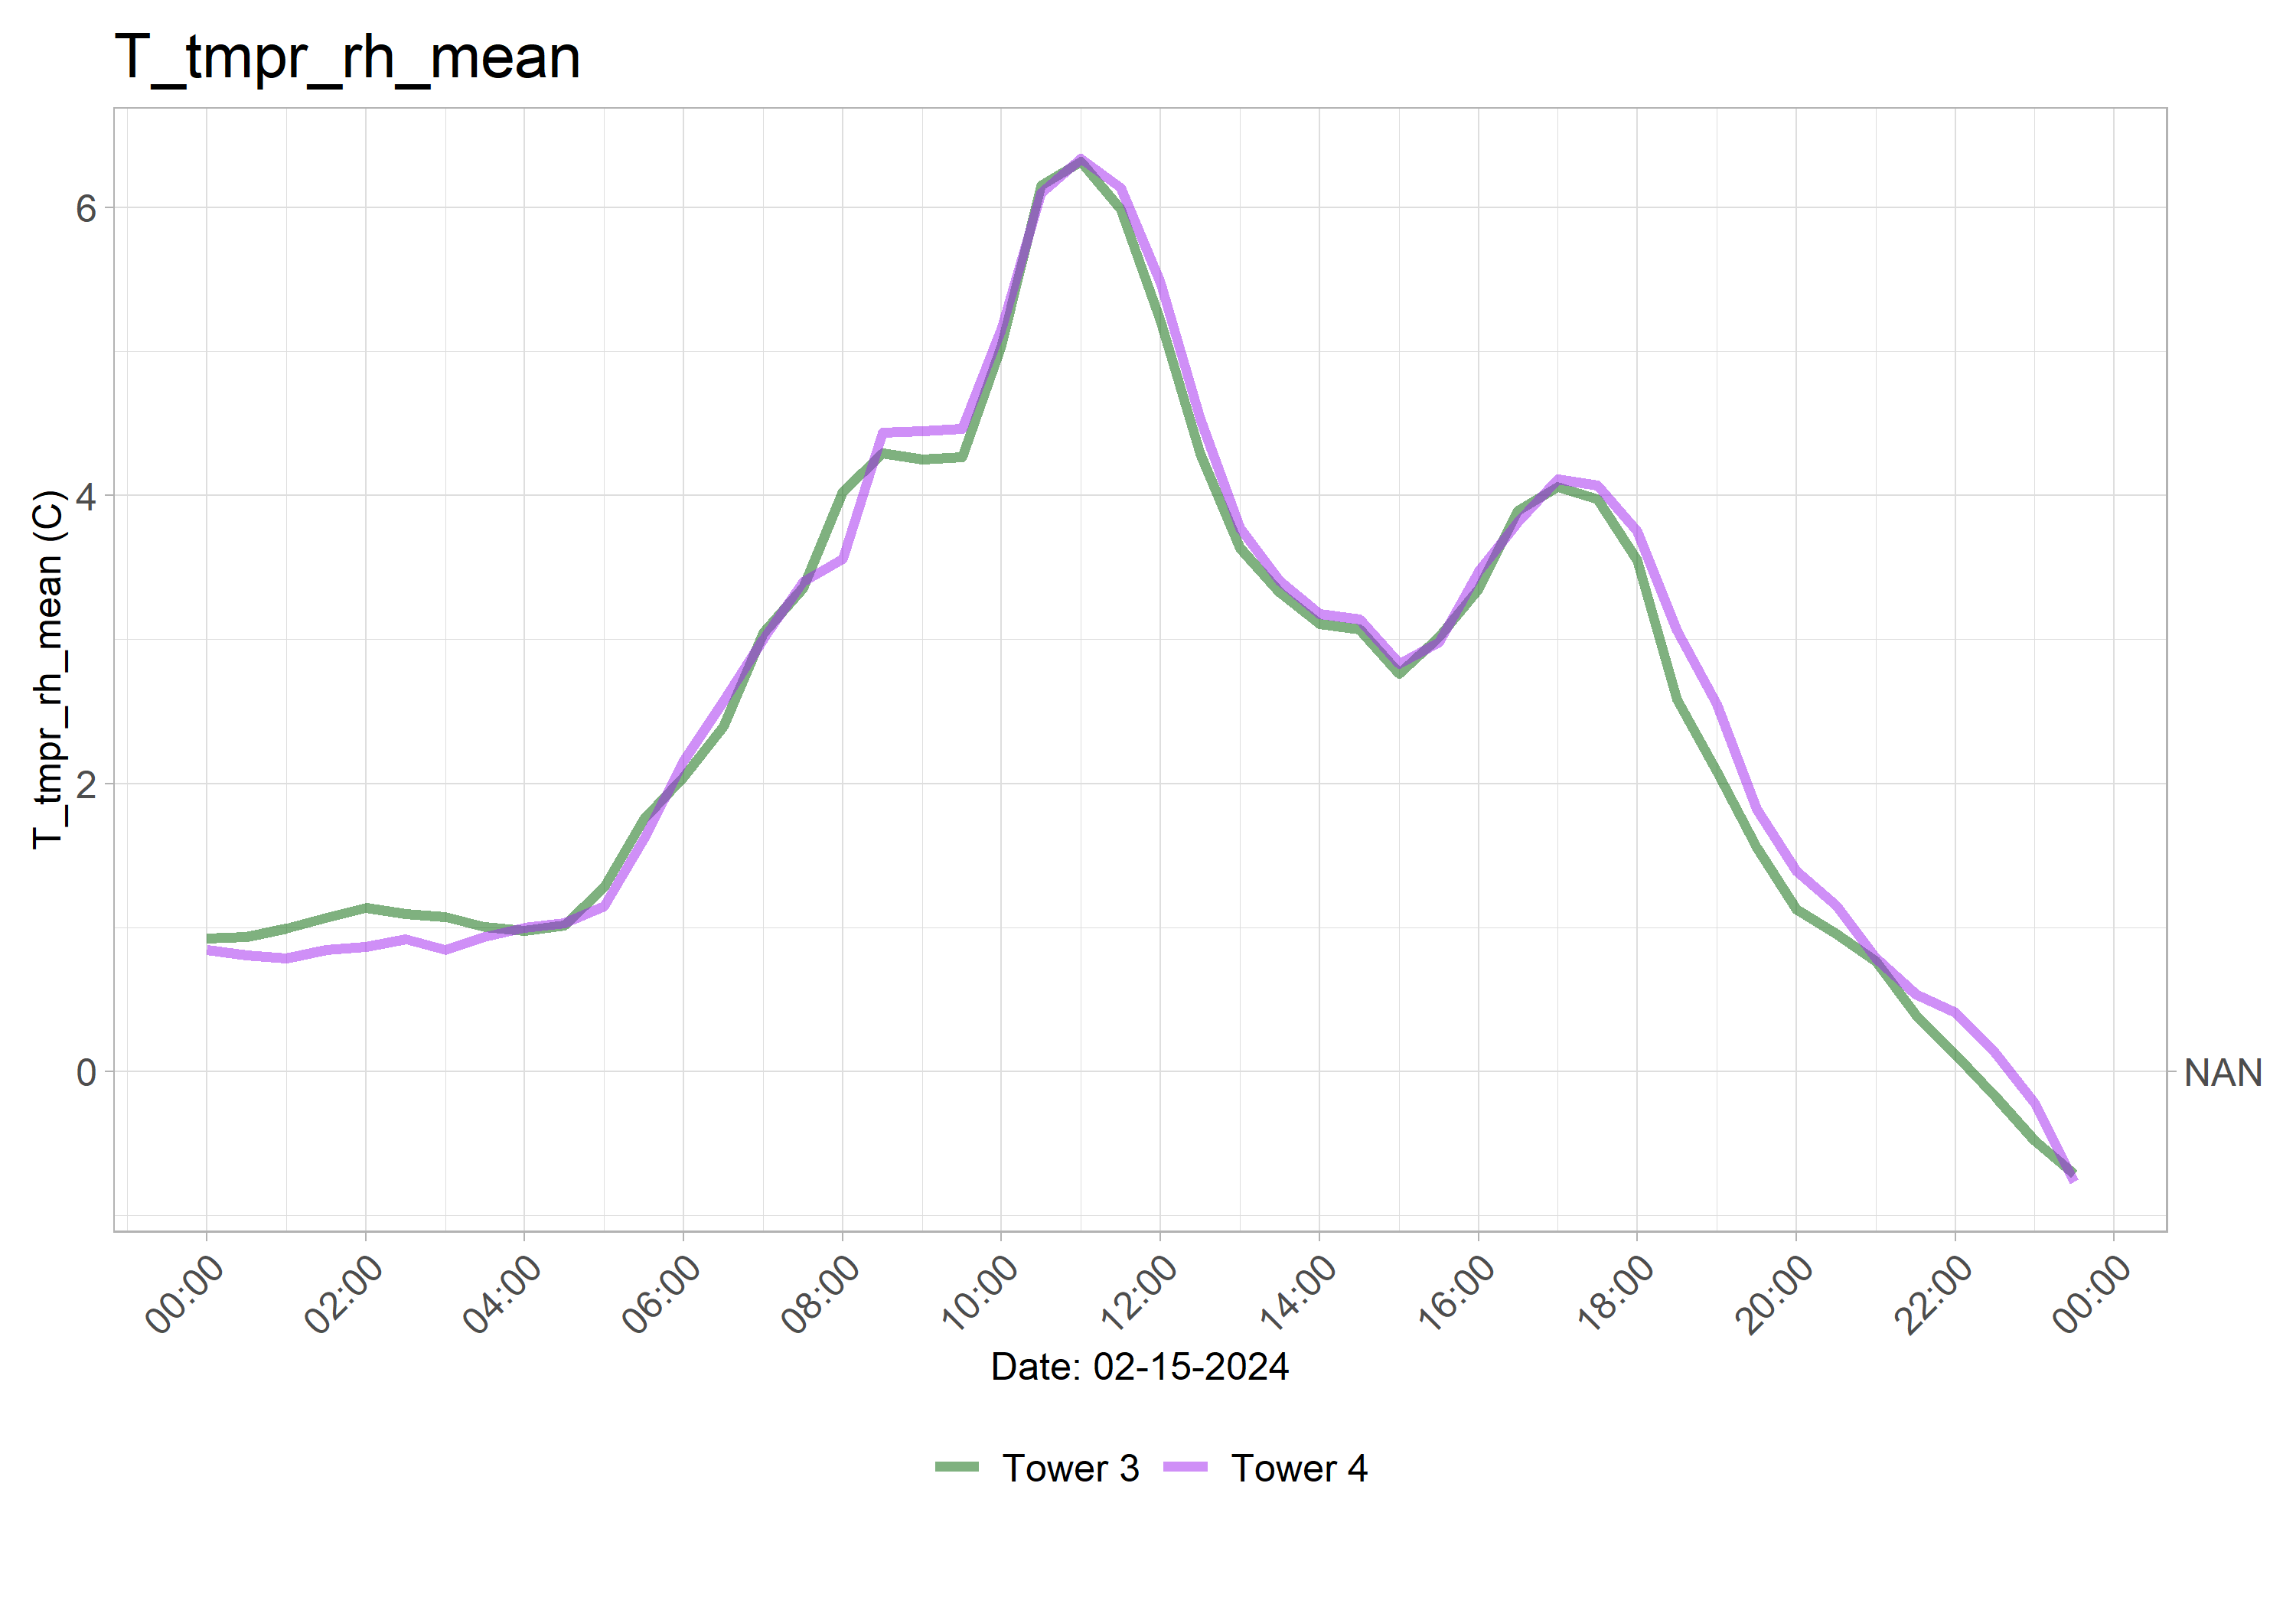 T_tmpr_rh_mean
T_tmpr_rh_mean (C)
6
4
2
0
NAN
00:00 02:00 04:00 06:00 08:00 10:00 12:00 14:00 16:00 18:00 20:00 22:00 00:00
Date: 02-15-2024
Tower 3 Tower 4